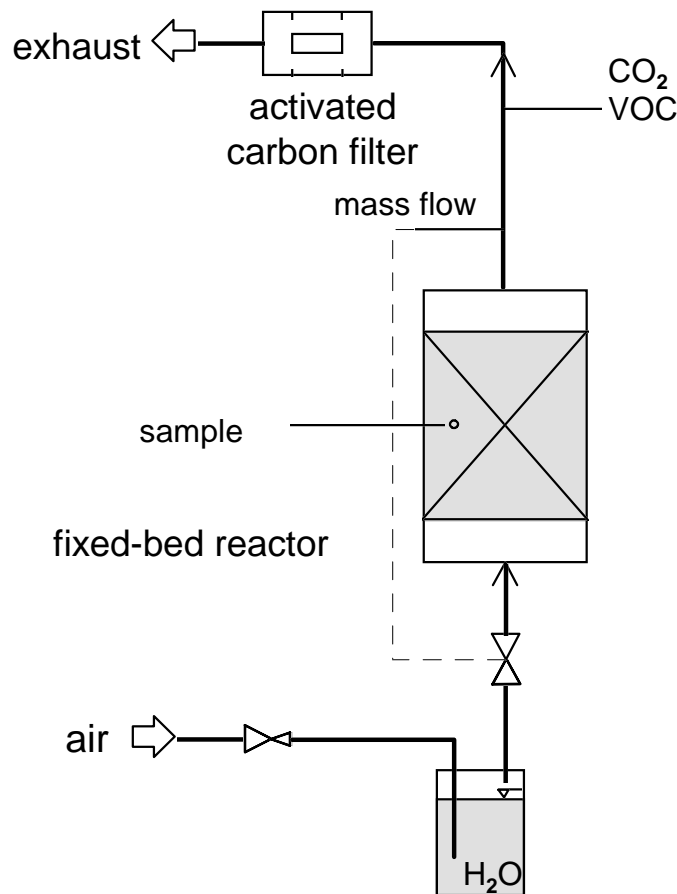 exhaust
activated
carbon filter
CO₂
VOC
mass flow
sample
fixed-bed reactor
air
H₂O